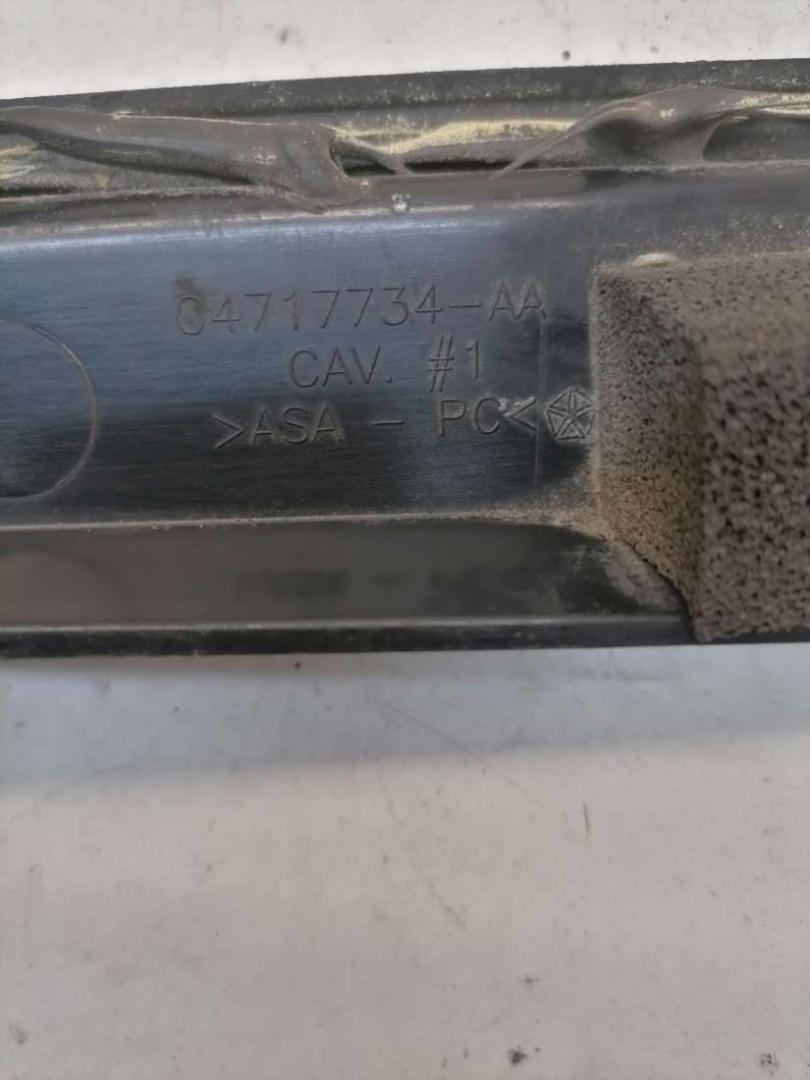 04717734-AA
CAV. #1
>ASA - PC<